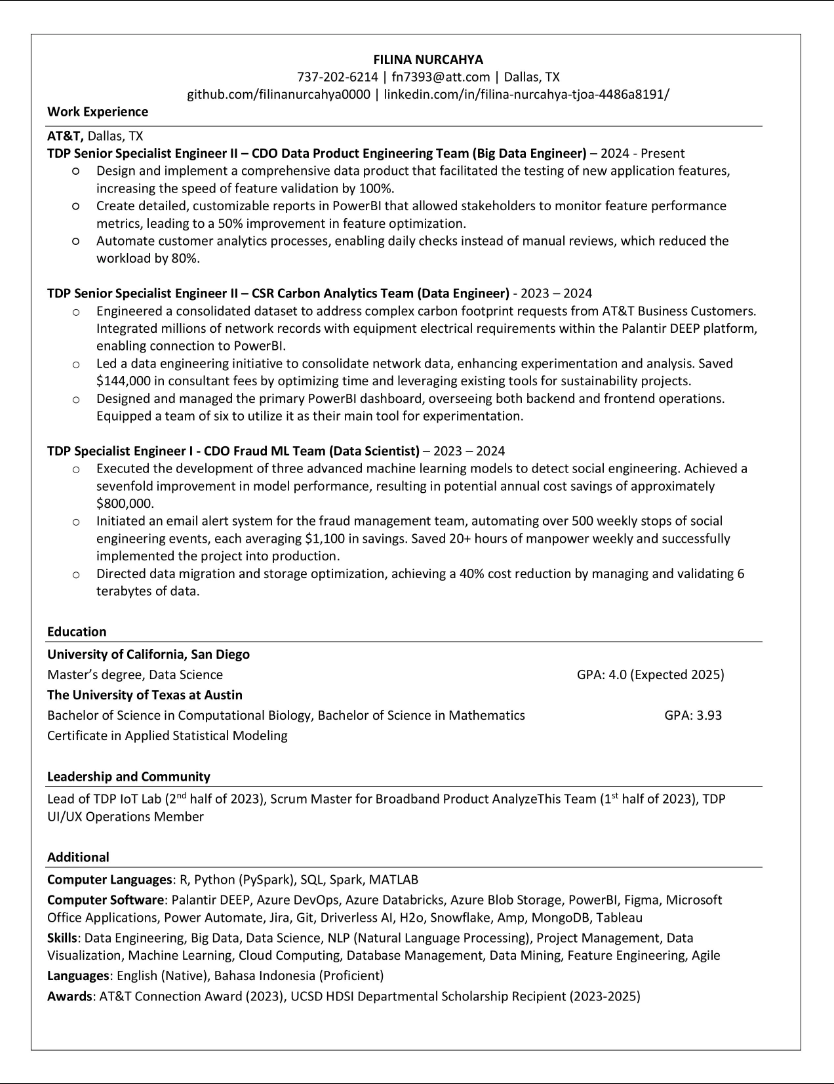 FILINA NURCAHYA
737-202-6214 | fn7393@att.com | Dallas, TX
github.com/filinanurcahya0000 | linkedin.com/in/filina-nurcahya-tjoa-4486a8191/
Work Experience
AT&T, Dallas, TX
TDP Senior Specialist Engineer II – CDO Data Product Engineering Team (Big Data Engineer) – 2024 - Present
o Design and implement a comprehensive data product that facilitated the testing of new application features,
increasing the speed of feature validation by 100%.
o Create detailed, customizable reports in PowerBI that allowed stakeholders to monitor feature performance
metrics, leading to a 50% improvement in feature optimization.
o Automate customer analytics processes, enabling daily checks instead of manual reviews, which reduced the
workload by 80%.
TDP Senior Specialist Engineer II – CSR Carbon Analytics Team (Data Engineer) - 2023 – 2024
o Engineered a consolidated dataset to address complex carbon footprint requests from AT&T Business Customers.
Integrated millions of network records with equipment electrical requirements within the Palantir DEEP platform,
enabling connection to PowerBI.
o Led a data engineering initiative to consolidate network data, enhancing experimentation and analysis. Saved
$144,000 in consultant fees by optimizing time and leveraging existing tools for sustainability projects.
o Designed and managed the primary PowerBI dashboard, overseeing both backend and frontend operations.
Equipped a team of six to utilize it as their main tool for experimentation.
TDP Specialist Engineer I - CDO Fraud ML Team (Data Scientist) – 2023 – 2024
o Executed the development of three advanced machine learning models to detect social engineering. Achieved a
sevenfold improvement in model performance, resulting in potential annual cost savings of approximately
$800,000.
o Initiated an email alert system for the fraud management team, automating over 500 weekly stops of social
engineering events, each averaging $1,100 in savings. Saved 20+ hours of manpower weekly and successfully
implemented the project into production.
o Directed data migration and storage optimization, achieving a 40% cost reduction by managing and validating 6
terabytes of data.
Education
University of California, San Diego
Master's degree, Data Science GPA: 4.0 (Expected 2025)
The University of Texas at Austin
Bachelor of Science in Computational Biology, Bachelor of Science in Mathematics GPA: 3.93
Certificate in Applied Statistical Modeling
Leadership and Community
Lead of TDP IoT Lab (2nd half of 2023), Scrum Master for Broadband Product AnalyzeThis Team (1st half of 2023), TDP
UI/UX Operations Member
Additional
Computer Languages: R, Python (PySpark), SQL, Spark, MATLAB
Computer Software: Palantir DEEP, Azure DevOps, Azure Databricks, Azure Blob Storage, PowerBI, Figma, Microsoft
Office Applications, Power Automate, Jira, Git, Driverless AI, H2o, Snowflake, Amp, MongoDB, Tableau
Skills: Data Engineering, Big Data, Data Science, NLP (Natural Language Processing), Project Management, Data
Visualization, Machine Learning, Cloud Computing, Database Management, Data Mining, Feature Engineering, Agile
Languages: English (Native), Bahasa Indonesia (Proficient)
Awards: AT&T Connection Award (2023), UCSD HDSI Departmental Scholarship Recipient (2023-2025)